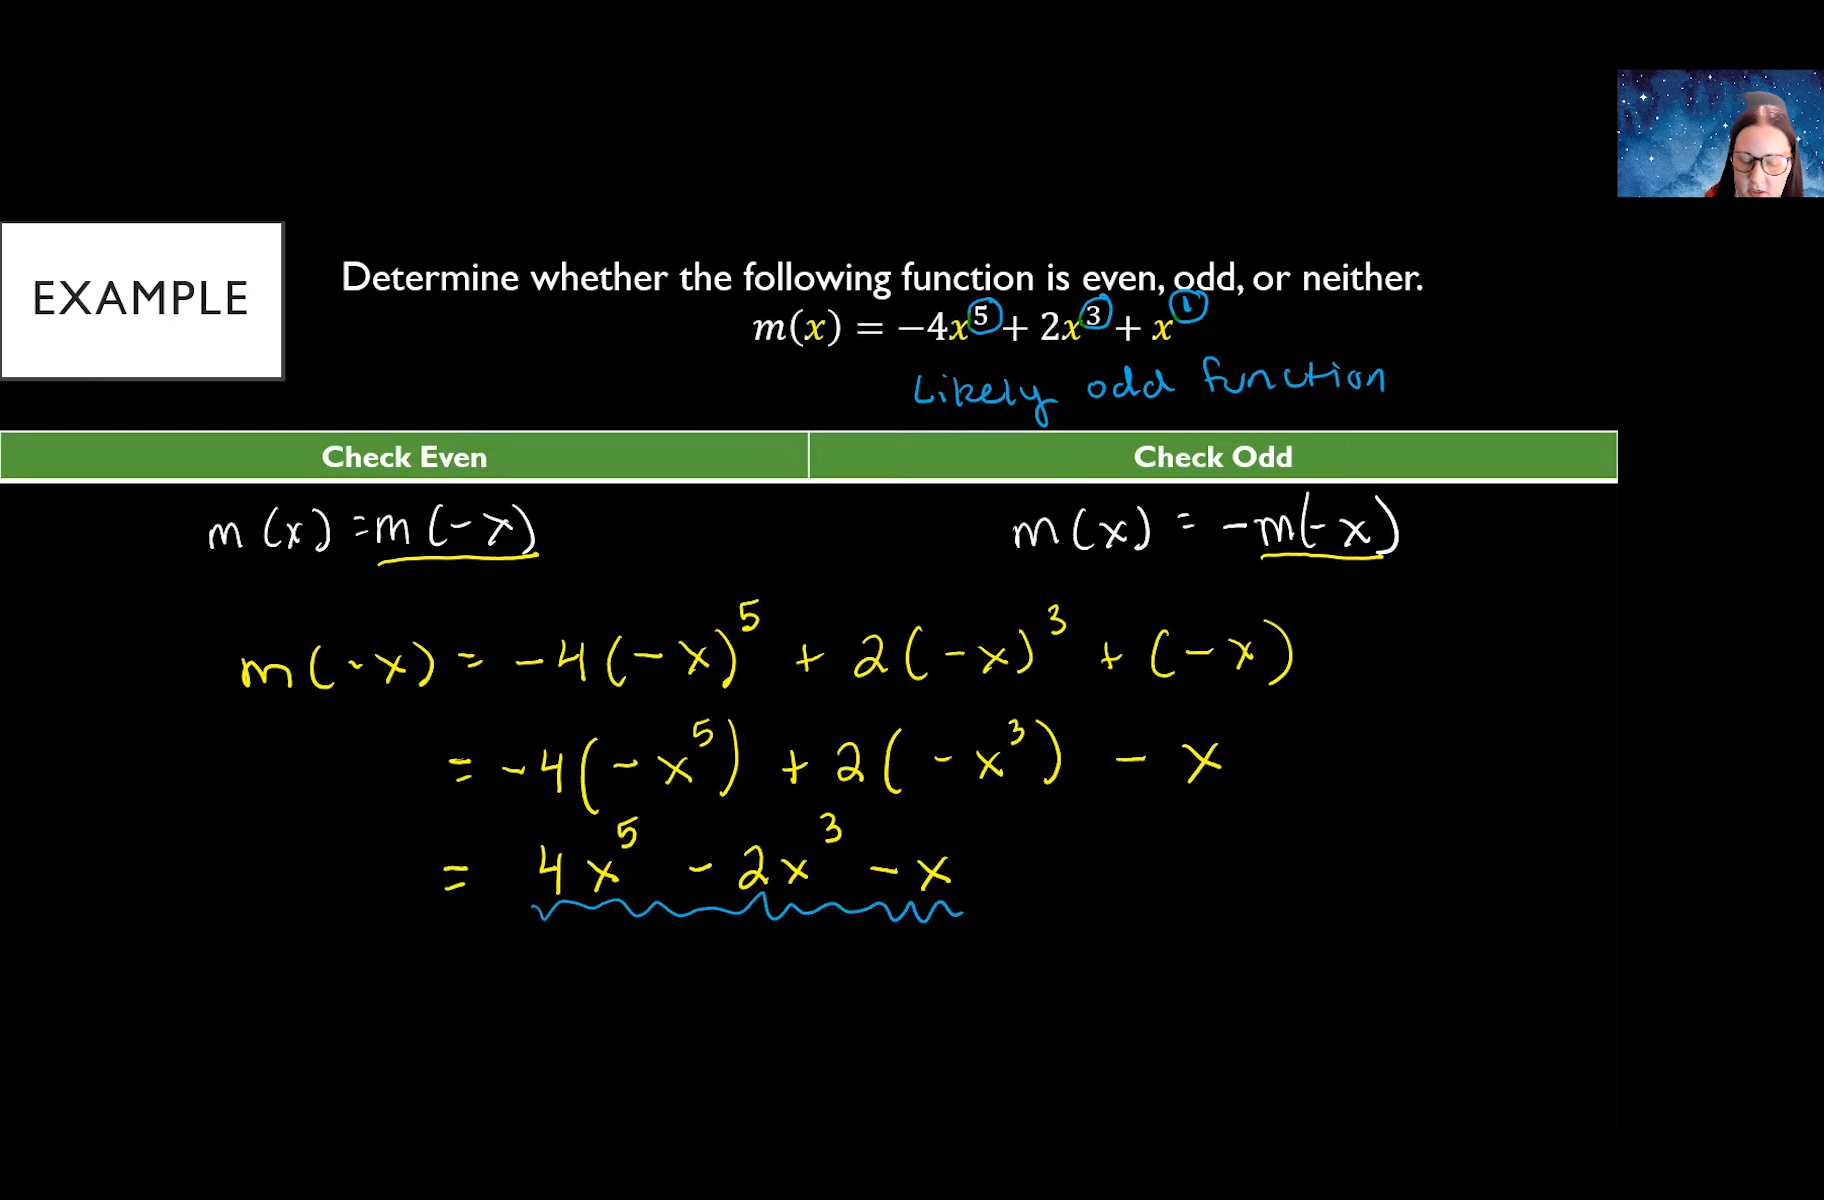 EXAMPLE
Determine whether the following function is even, odd, or neither.
m(x) = −4x⁵ + 2x³ + x¹
Likely odd function
Check Even
Check Odd
m(x) = m(-x)
m(x) = -m(-x)
m(-x) = -4(-x)⁵ + 2(-x)³ + (-x)
= -4(-x⁵) + 2(-x³) - x
= 4x⁵ - 2x³ - x